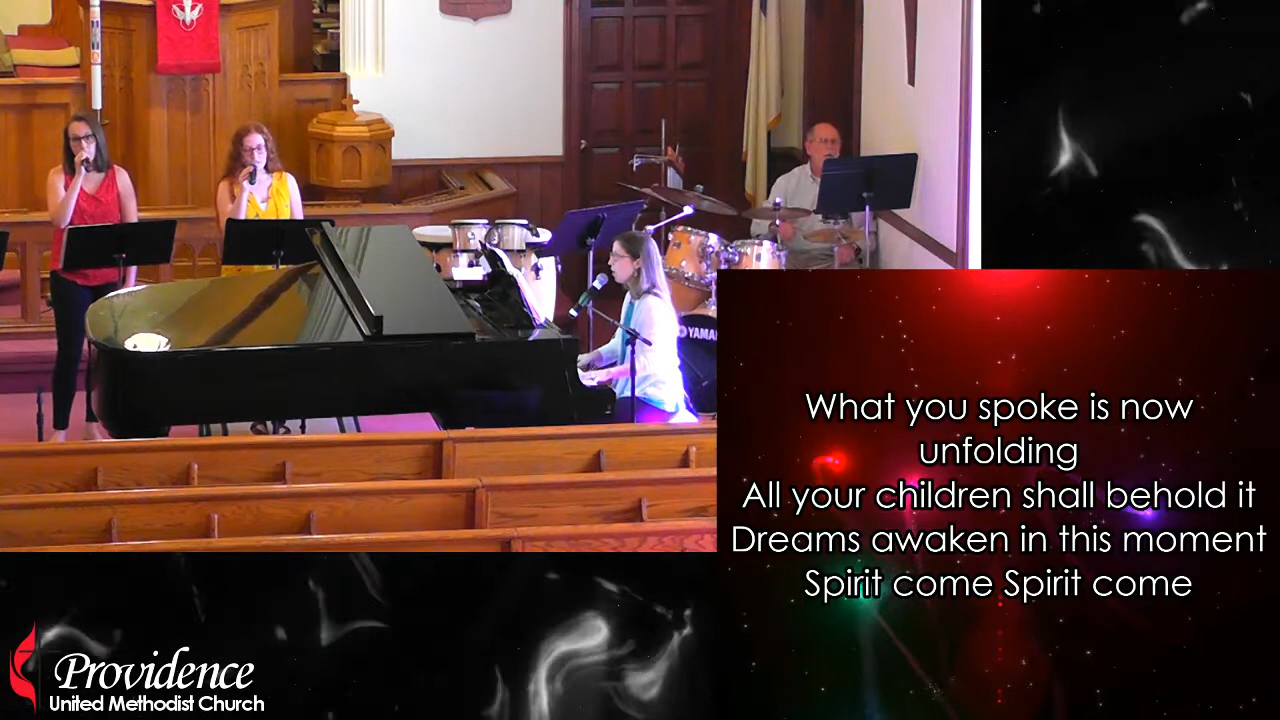 YAMA
What you spoke is now
unfolding
All your children shall behold it
Dreams awaken in this moment
Spirit come Spirit come
Providence
United Methodist Church